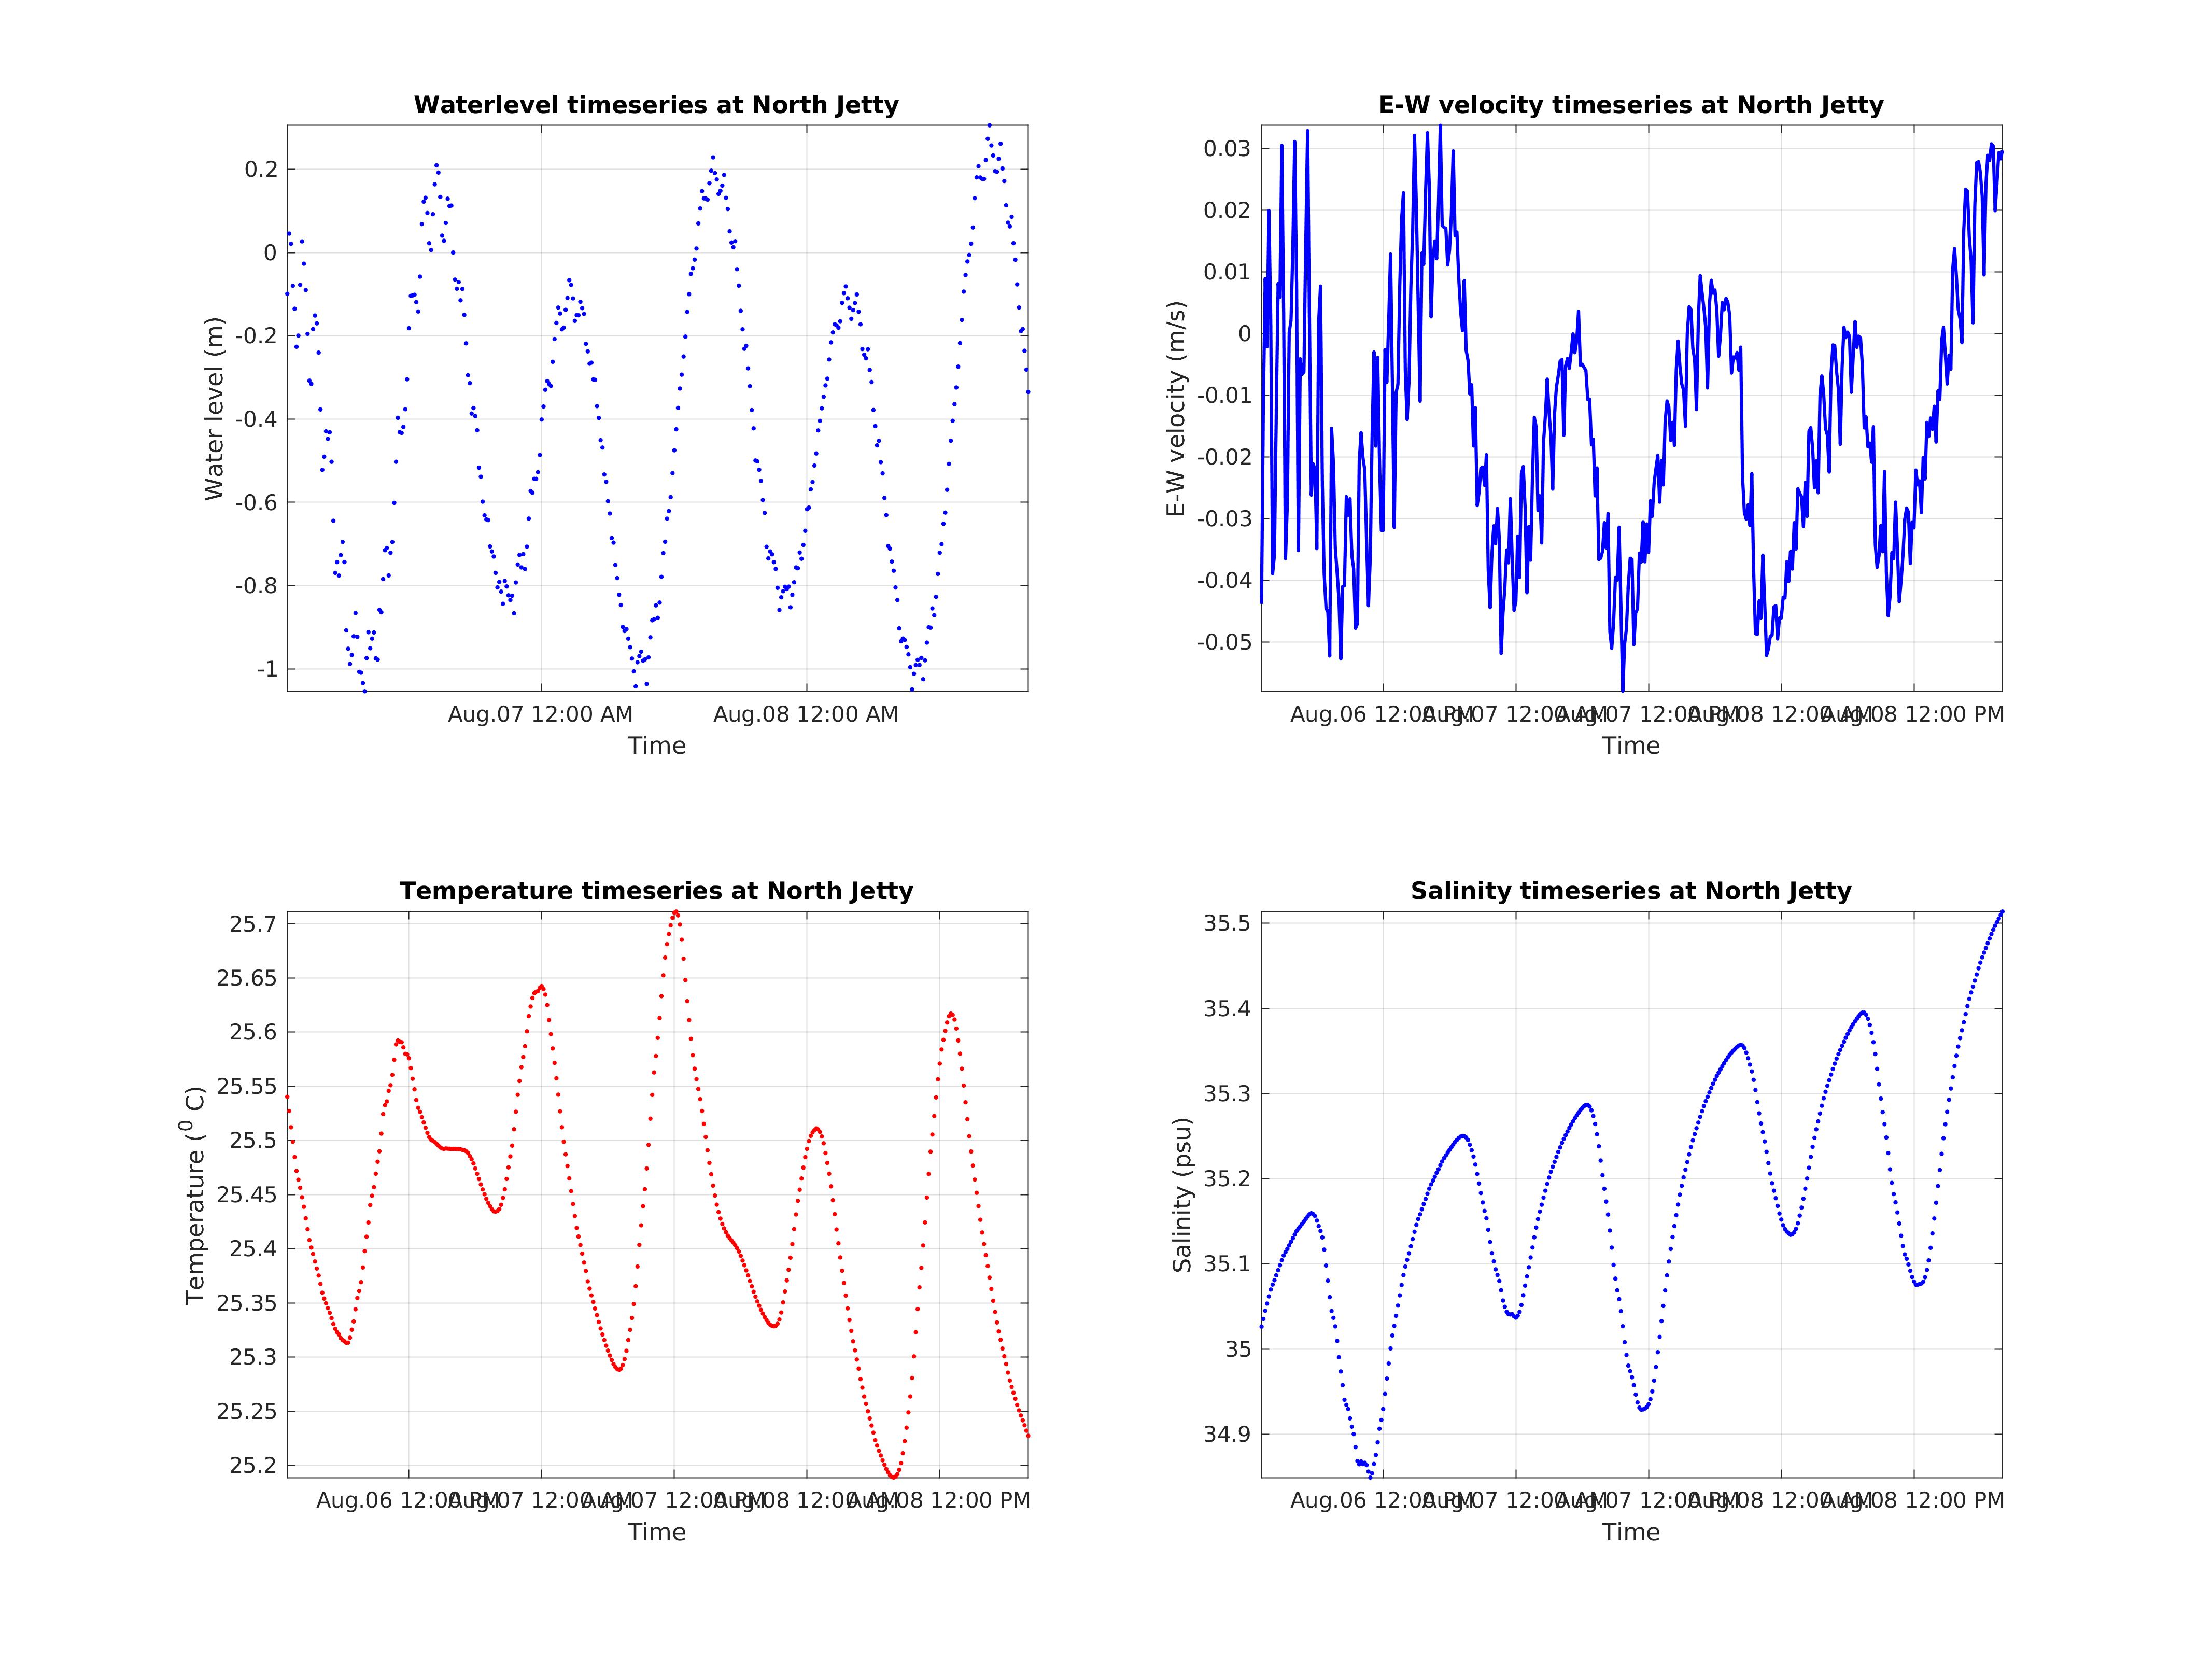 Waterlevel timeseries at North Jetty
0.2
0
-0.2
-0.4
-0.6
-0.8
-1
Water level (m)
Aug.07 12:00 AM Aug.08 12:00 AM
Time
E-W velocity timeseries at North Jetty
0.03
0.02
0.01
0
-0.01
-0.02
-0.03
-0.04
-0.05
E-W velocity (m/s)
Aug.06 12:00 PM Aug.07 12:00 AM Aug.07 12:00 PM Aug.08 12:00 AM Aug.08 12:00 PM
Time
Temperature timeseries at North Jetty
25.7
25.65
25.6
25.55
25.5
25.45
25.4
25.35
25.3
25.25
25.2
Temperature (⁰ C)
Aug.06 12:00 PM Aug.07 12:00 AM Aug.07 12:00 PM Aug.08 12:00 AM Aug.08 12:00 PM
Time
Salinity timeseries at North Jetty
35.5
35.4
35.3
35.2
35.1
35
34.9
Salinity (psu)
Aug.06 12:00 PM Aug.07 12:00 AM Aug.07 12:00 PM Aug.08 12:00 AM Aug.08 12:00 PM
Time